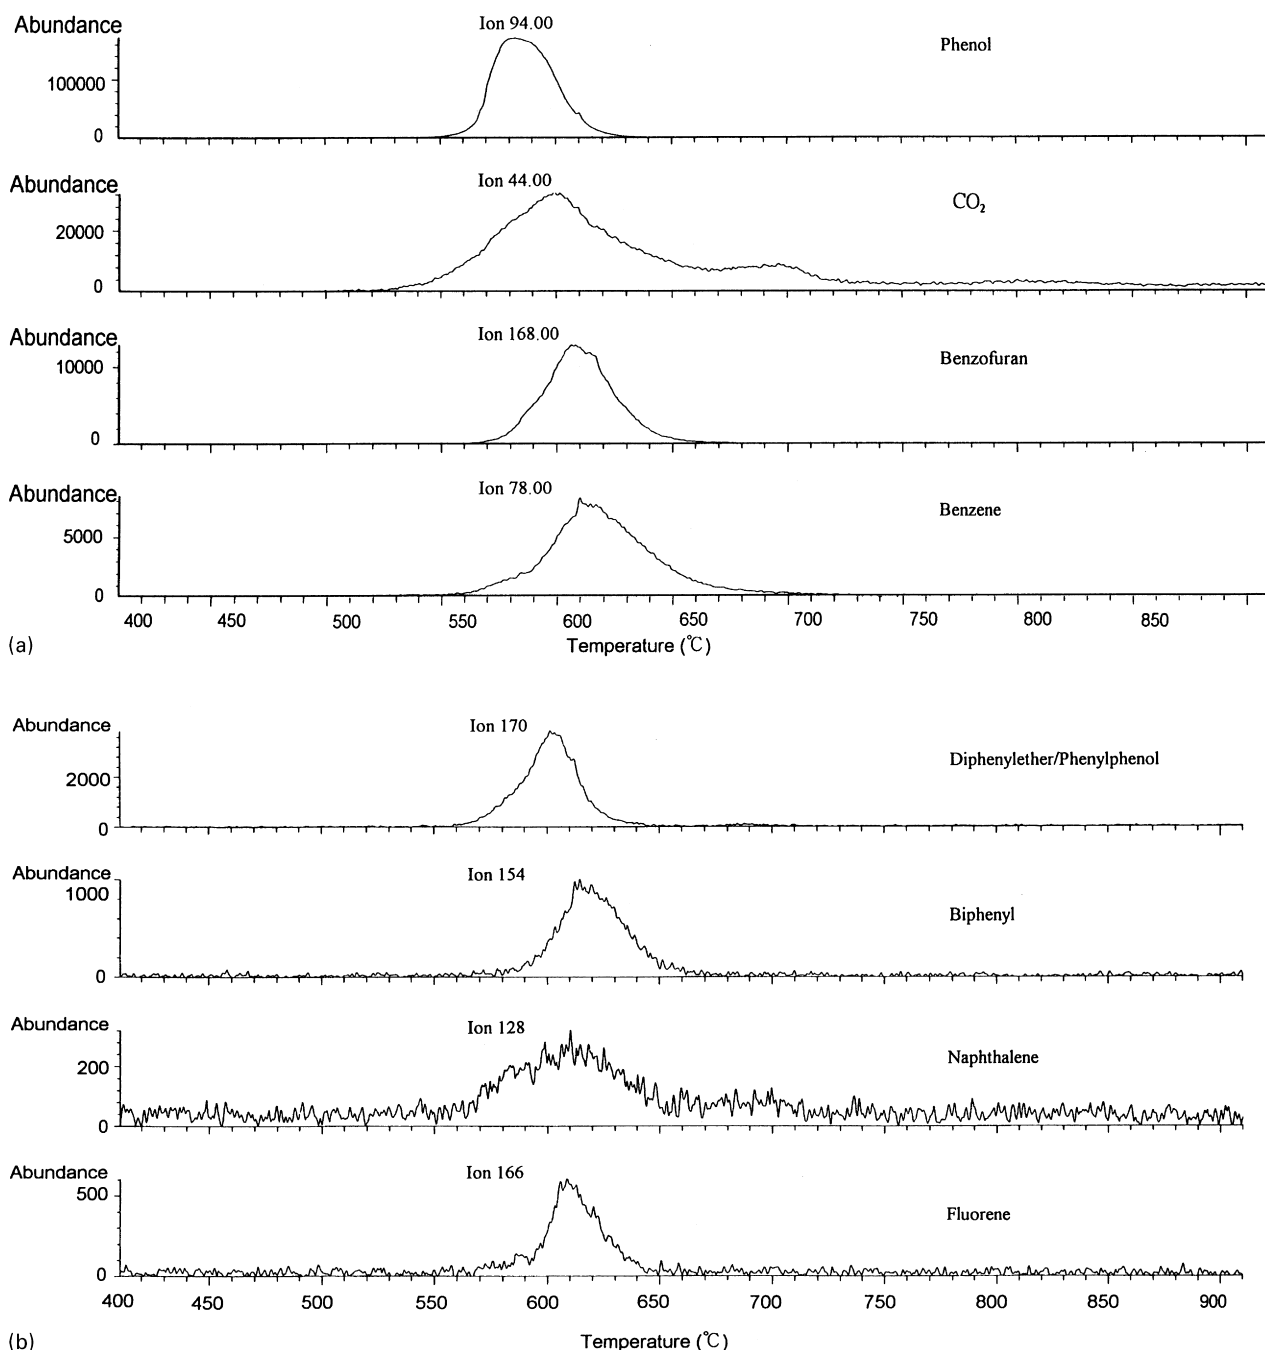 Abundance
Ion 94.00
Phenol
100000
0
Abundance
Ion 44.00
CO₂
20000
0
Abundance
Ion 168.00
Benzofuran
10000
0
Abundance
Ion 78.00
Benzene
5000
0
400 450 500 550 600 650 700 750 800 850
(a)
Temperature (℃)
Abundance
Ion 170
Diphenylether/Phenylphenol
2000
0
Abundance
Ion 154
1000
Biphenyl
0
Abundance
Ion 128
Naphthalene
200
0
Abundance
Ion 166
500
Fluorene
0
400 450 500 550 600 650 700 750 800 850 900
(b)
Temperature (℃)